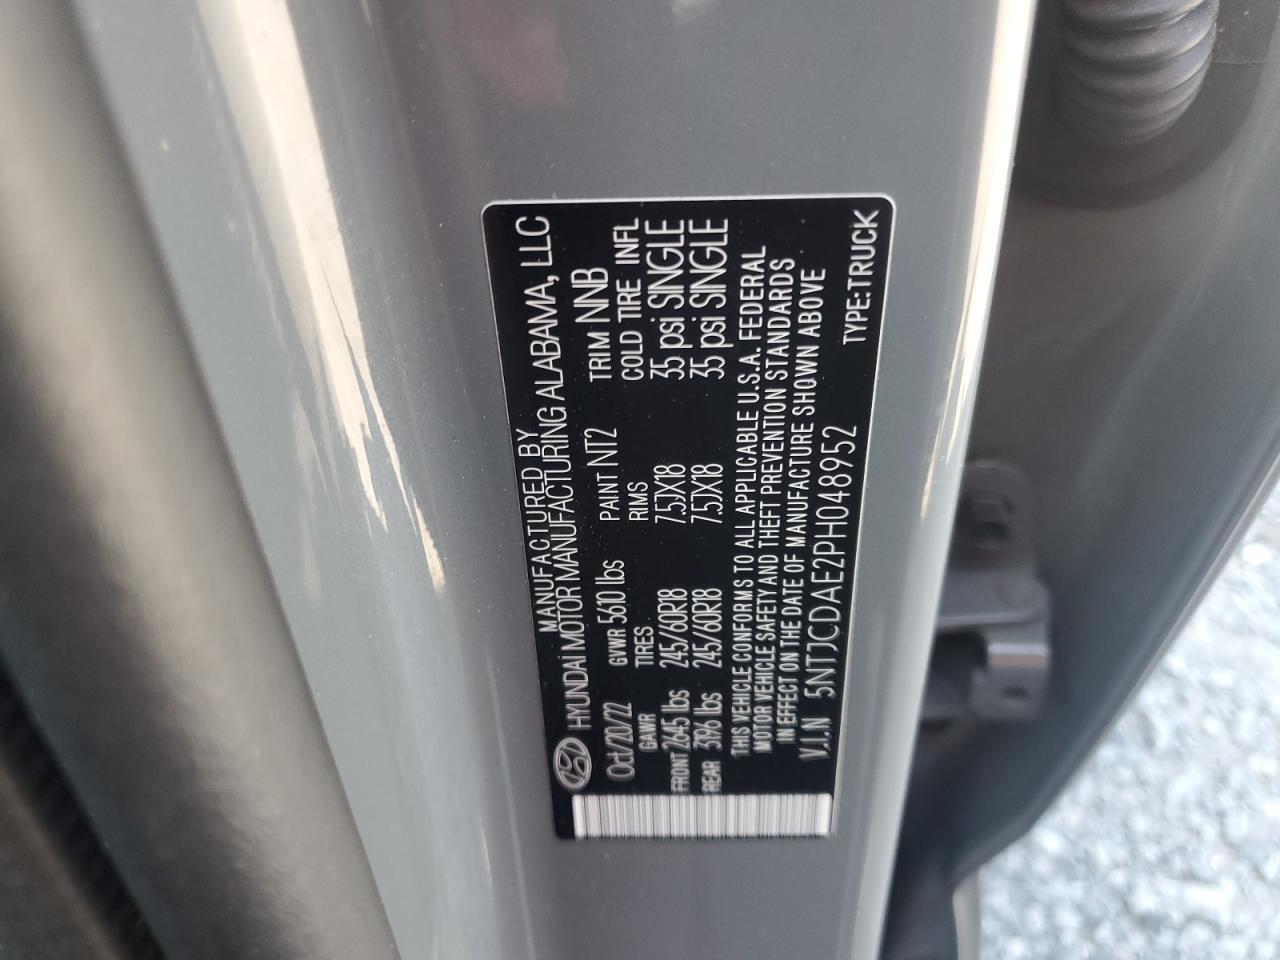 MANUFACTURED BY
HYUNDAI MOTOR MANUFACTURING ALABAMA, LLC
Oct/20/22 GVWR 5610 lbs PAINT NT2 TRIM NNB
GAWR TIRES RIMS COLD TIRE INFL
FRONT 2645 lbs 245/60R18 7.5JX18 35 psi SINGLE
REAR 3196 lbs 245/60R18 7.5JX18 35 psi SINGLE
THIS VEHICLE CONFORMS TO ALL APPLICABLE U.S.A. FEDERAL
MOTOR VEHICLE SAFETY AND THEFT PREVENTION STANDARDS
IN EFFECT ON THE DATE OF MANUFACTURE SHOWN ABOVE
V.I.N 5NTJCDAE2PH048952 TYPE:TRUCK